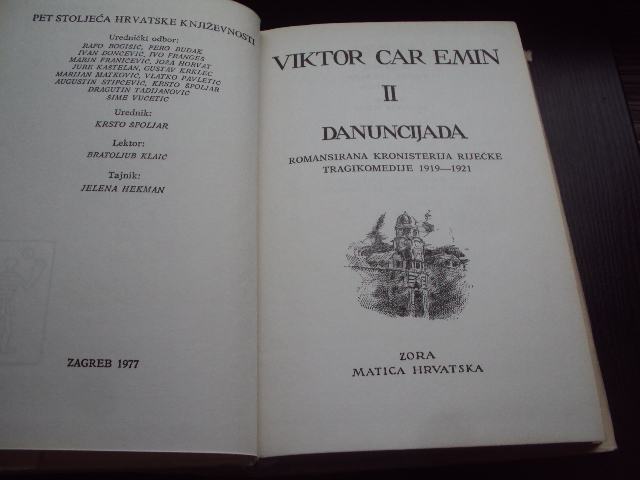 PET STOLJEĆA HRVATSKE KNJIŽEVNOSTI
Urednički odbor:
RAFO BOGIŠIĆ, PERO BUDAK
IVAN DONČEVIĆ, IVO FRANGEŠ
MARIN FRANIČEVIĆ, JOŽA HORVAT
JURE KAŠTELAN, GUSTAV KRKLEC
MARIJAN MATKOVIĆ, VLATKO PAVLETIĆ
AUGUSTIN STIPČEVIĆ, KRSTO ŠPOLJAR
DRAGUTIN TADIJANOVIĆ
ŠIME VUČETIĆ
Urednik:
KRSTO ŠPOLJAR
Lektor:
BRATOLJUB KLAIĆ
Tajnik:
JELENA HEKMAN
ZAGREB 1977
VIKTOR CAR EMIN
II
DANUNCIJADA
ROMANSIRANA KRONISTERIJA RIJEČKE
TRAGIKOMEDIJE 1919—1921
ZORA
MATICA HRVATSKA